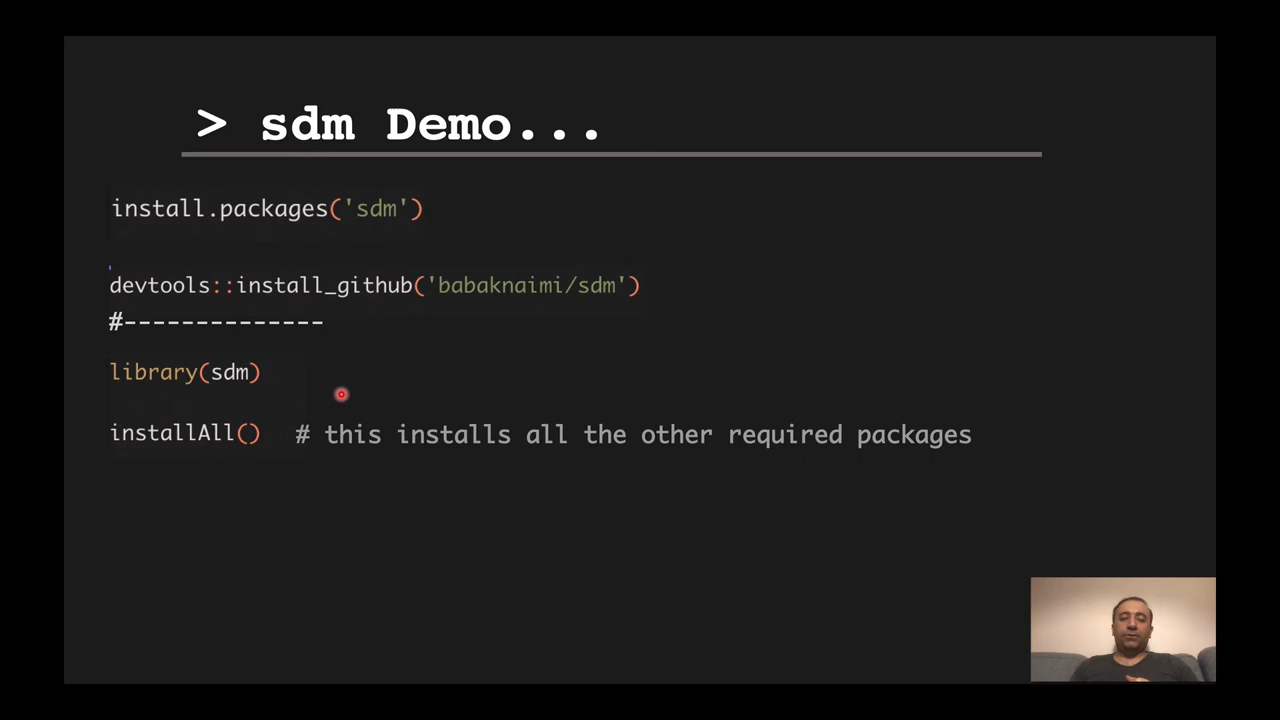 > sdm Demo...
install.packages('sdm')
devtools::install_github('babaknaimi/sdm')
#--------------
library(sdm)
installAll() # this installs all the other required packages